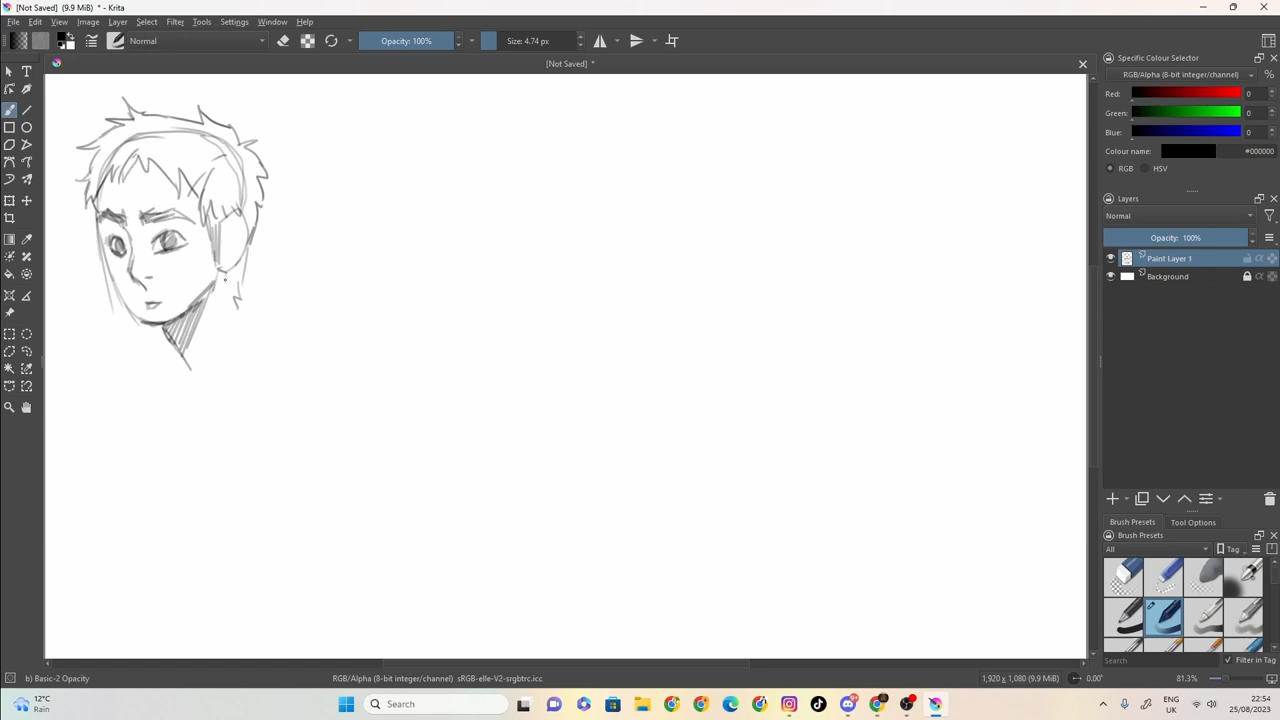 [Not Saved]  (9.9 MiB)  * - Krita
File Edit View Image Layer Select Filter Tools Settings Window Help
Normal Opacity: 100% Size: 4.74 px
[Not Saved]  *
Specific Colour Selector
RGB/Alpha (8-bit integer/channel) %
Red: 0
Green: 0
Blue: 0
Colour name: #000000
RGB HSV
Layers
Normal
Opacity:  100%
Paint Layer 1
Background
Brush Presets Tool Options
Brush Presets
All Tag
Search Filter in Tag
b) Basic-2 Opacity RGB/Alpha (8-bit integer/channel)  sRGB-elle-V2-srgbtrc.icc 1,920 x 1,080 (9.9 MiB) 0.00° 81.3%
12°C
Rain
Search
ENG
UK
22:54
25/08/2023